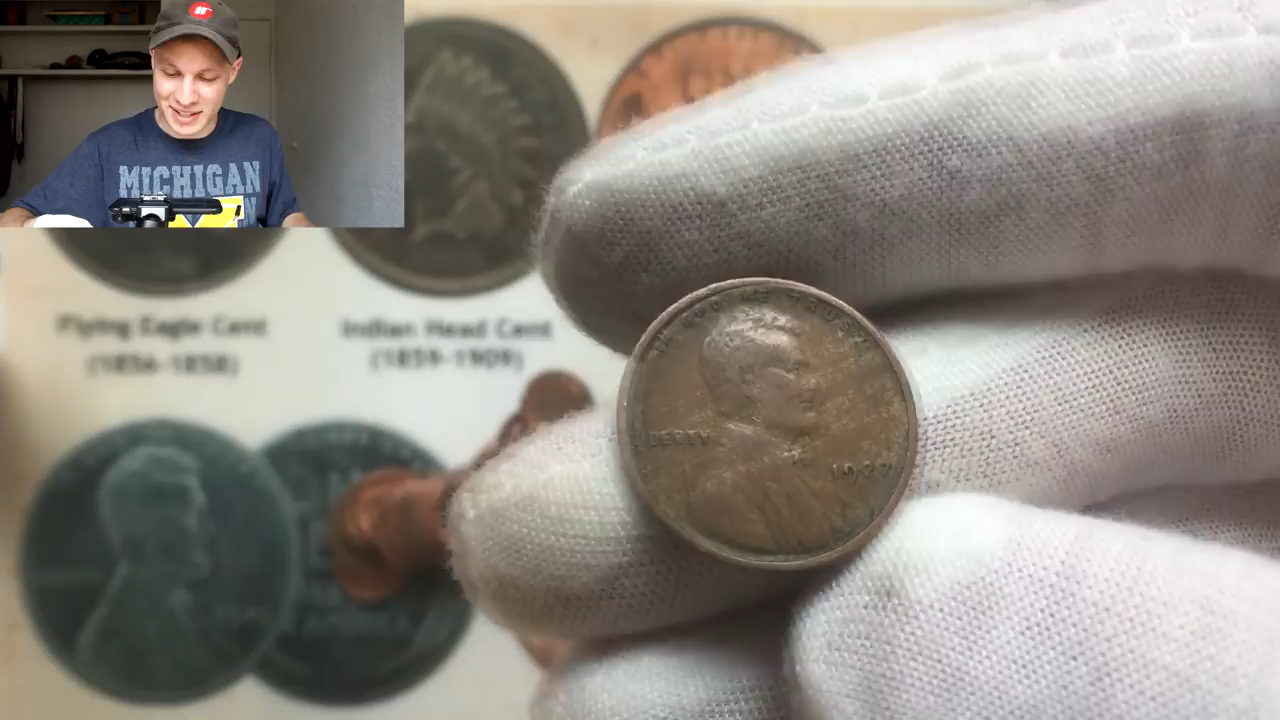 MICHIGAN
Flying Eagle Cent
(1856-1858)
Indian Head Cent
(1859-1909)
IN GOD WE TRUST
LIBERTY